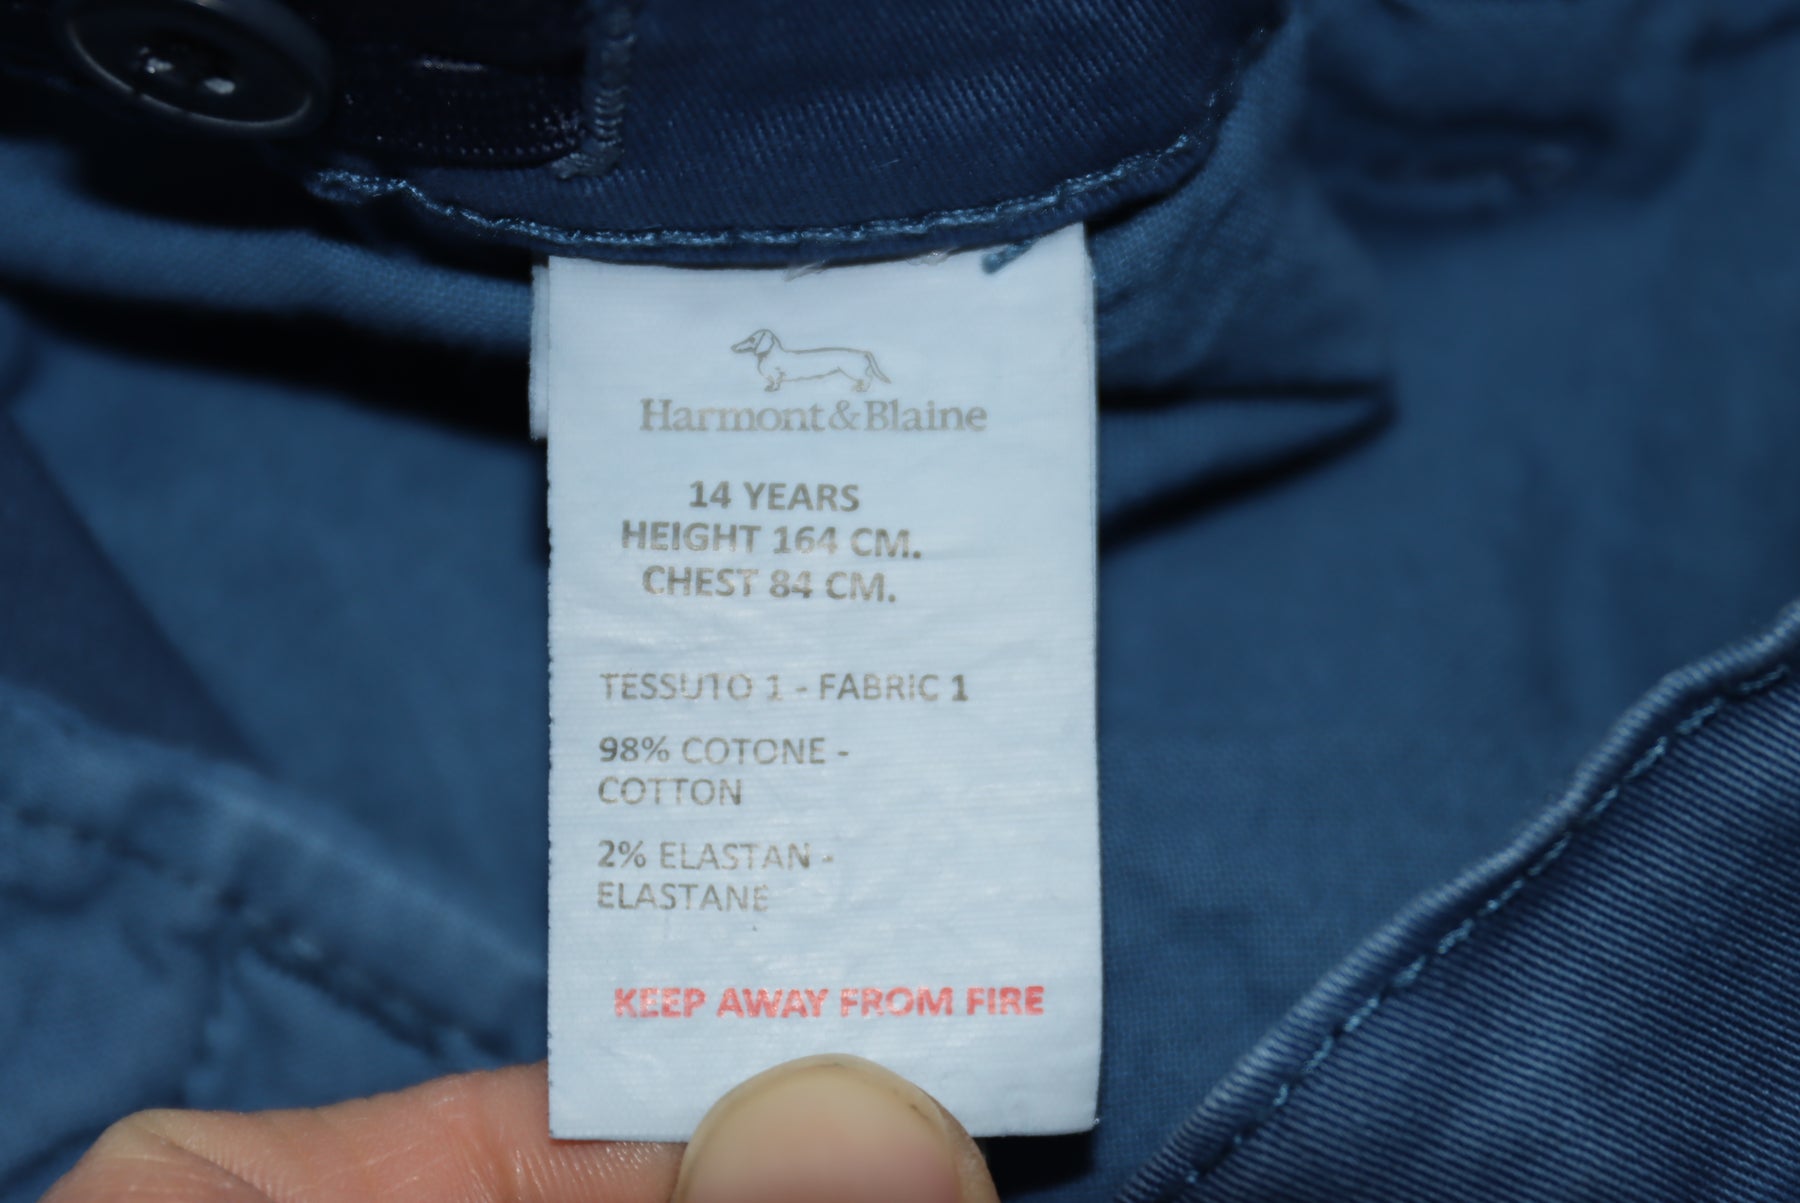 Harmont&Blaine
14 YEARS
HEIGHT 164 CM.
CHEST 84 CM.
TESSUTO 1 - FABRIC 1
98% COTONE -
COTTON
2% ELASTAN -
ELASTANE
KEEP AWAY FROM FIRE